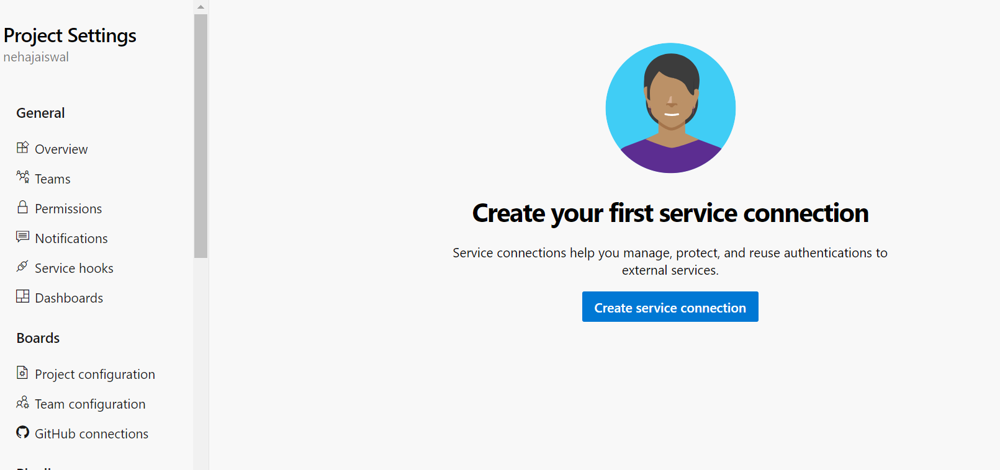 Project Settings
nehajaiswal
General
Overview
Teams
Permissions
Notifications
Service hooks
Dashboards
Boards
Project configuration
Team configuration
GitHub connections
Create your first service connection
Service connections help you manage, protect, and reuse authentications to
external services.
Create service connection